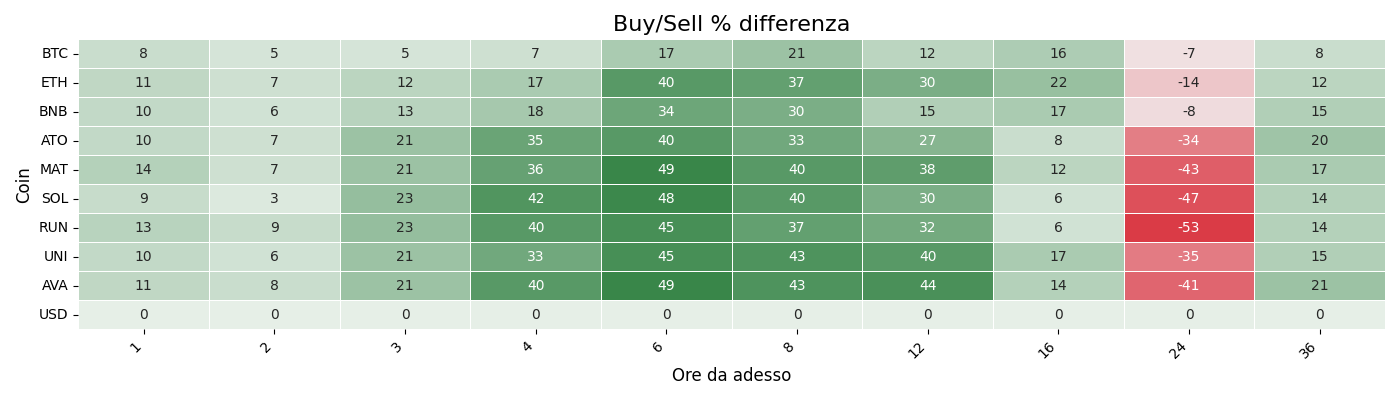 Buy/Sell % differenza
Coin
BTC 8 5 5 7 17 21 12 16 -7 8
ETH 11 7 12 17 40 37 30 22 -14 12
BNB 10 6 13 18 34 30 15 17 -8 15
ATO 10 7 21 35 40 33 27 8 -34 20
MAT 14 7 21 36 49 40 38 12 -43 17
SOL 9 3 23 42 48 40 30 6 -47 14
RUN 13 9 23 40 45 37 32 6 -53 14
UNI 10 6 21 33 45 43 40 17 -35 15
AVA 11 8 21 40 49 43 44 14 -41 21
USD 0 0 0 0 0 0 0 0 0 0
1 2 3 4 6 8 12 16 24 36
Ore da adesso